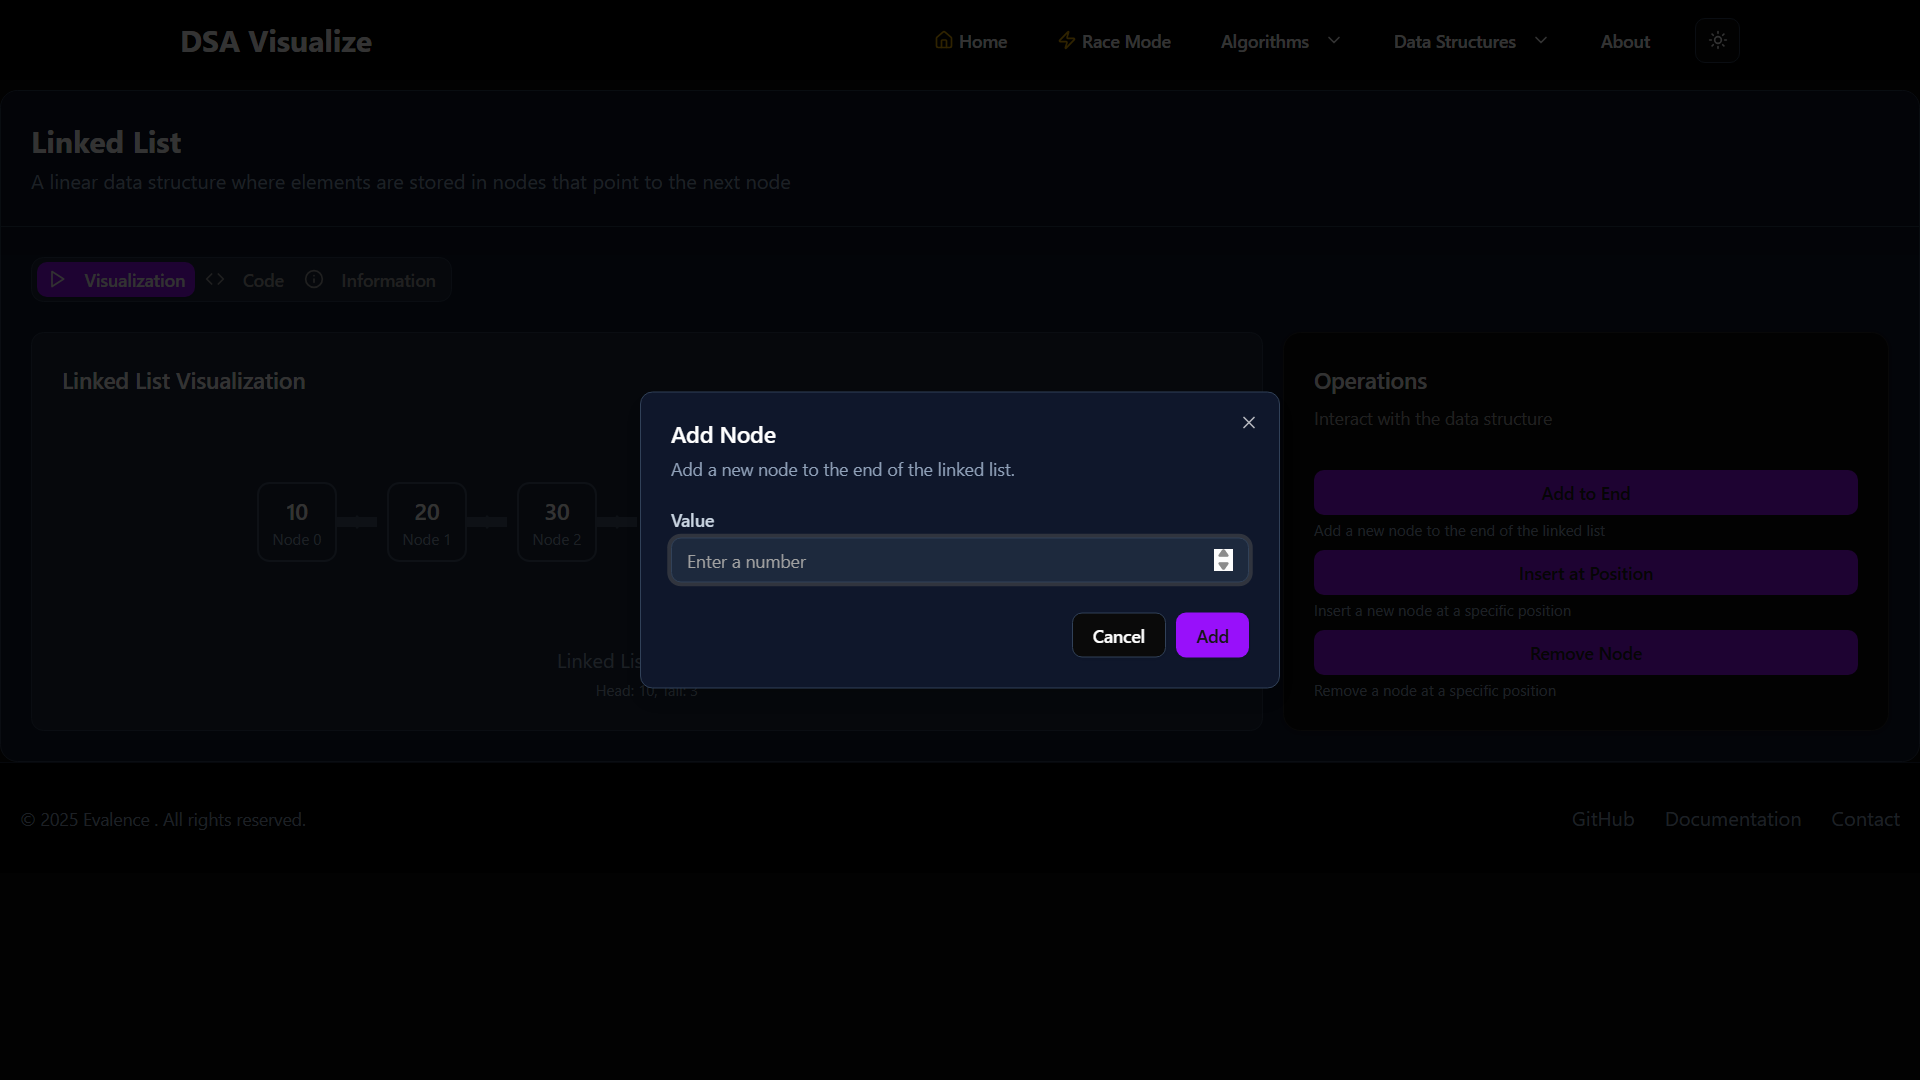 DSA Visualize
Home
Race Mode
Algorithms
Data Structures
About
Linked List
A linear data structure where elements are stored in nodes that point to the next node
Visualization
Code
Information
Linked List Visualization
10
Node 0
20
Node 1
30
Node 2
Linked Lis
Head: 10, Tail: 3
Add Node
Add a new node to the end of the linked list.
Value
Enter a number
Cancel
Add
Operations
Interact with the data structure
Add to End
Add a new node to the end of the linked list
Insert at Position
Insert a new node at a specific position
Remove Node
Remove a node at a specific position
© 2025 Evalence . All rights reserved.
GitHub
Documentation
Contact